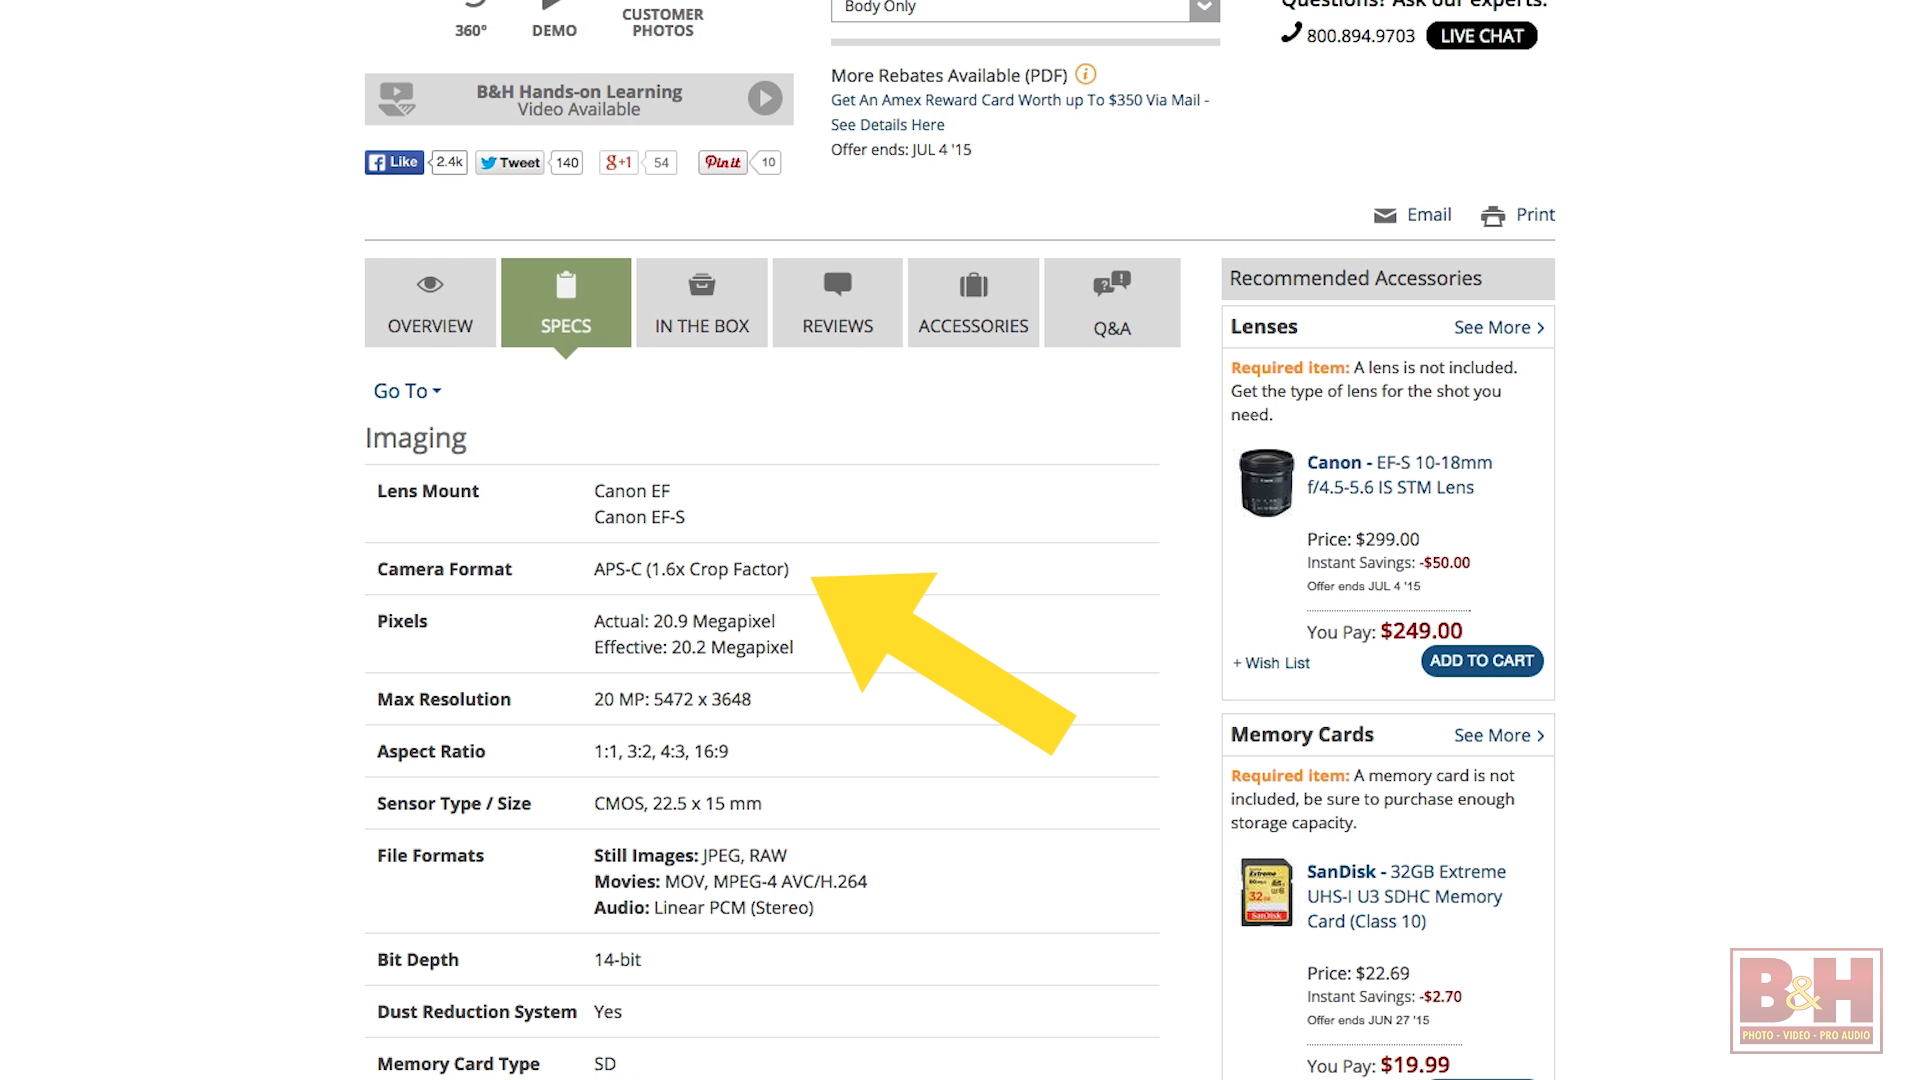 360°
DEMO
CUSTOMER
PHOTOS
Body Only
Questions? Ask our experts.
800.894.9703 LIVE CHAT
B&H Hands-on Learning
Video Available
More Rebates Available (PDF)
Get An Amex Reward Card Worth up To $350 Via Mail -
See Details Here
Offer ends: JUL 4 '15
Like 2.4k Tweet 140 g+1 54 Pin it 10
Email Print
OVERVIEW
SPECS
IN THE BOX
REVIEWS
ACCESSORIES
Q&A
Go To
Imaging
Lens Mount Canon EF
Canon EF-S
Camera Format APS-C (1.6x Crop Factor)
Pixels Actual: 20.9 Megapixel
Effective: 20.2 Megapixel
Max Resolution 20 MP: 5472 x 3648
Aspect Ratio 1:1, 3:2, 4:3, 16:9
Sensor Type / Size CMOS, 22.5 x 15 mm
File Formats Still Images: JPEG, RAW
Movies: MOV, MPEG-4 AVC/H.264
Audio: Linear PCM (Stereo)
Bit Depth 14-bit
Dust Reduction System Yes
Memory Card Type SD
Recommended Accessories
Lenses See More >
Required item: A lens is not included.
Get the type of lens for the shot you
need.
Canon - EF-S 10-18mm
f/4.5-5.6 IS STM Lens
Price: $299.00
Instant Savings: -$50.00
Offer ends JUL 4 '15
You Pay: $249.00
+ Wish List ADD TO CART
Memory Cards See More >
Required item: A memory card is not
included, be sure to purchase enough
storage capacity.
Extreme
32
SanDisk
SanDisk - 32GB Extreme
UHS-I U3 SDHC Memory
Card (Class 10)
Price: $22.69
Instant Savings: -$2.70
Offer ends JUN 27 '15
You Pay: $19.99
B&H
PHOTO - VIDEO - PRO AUDIO